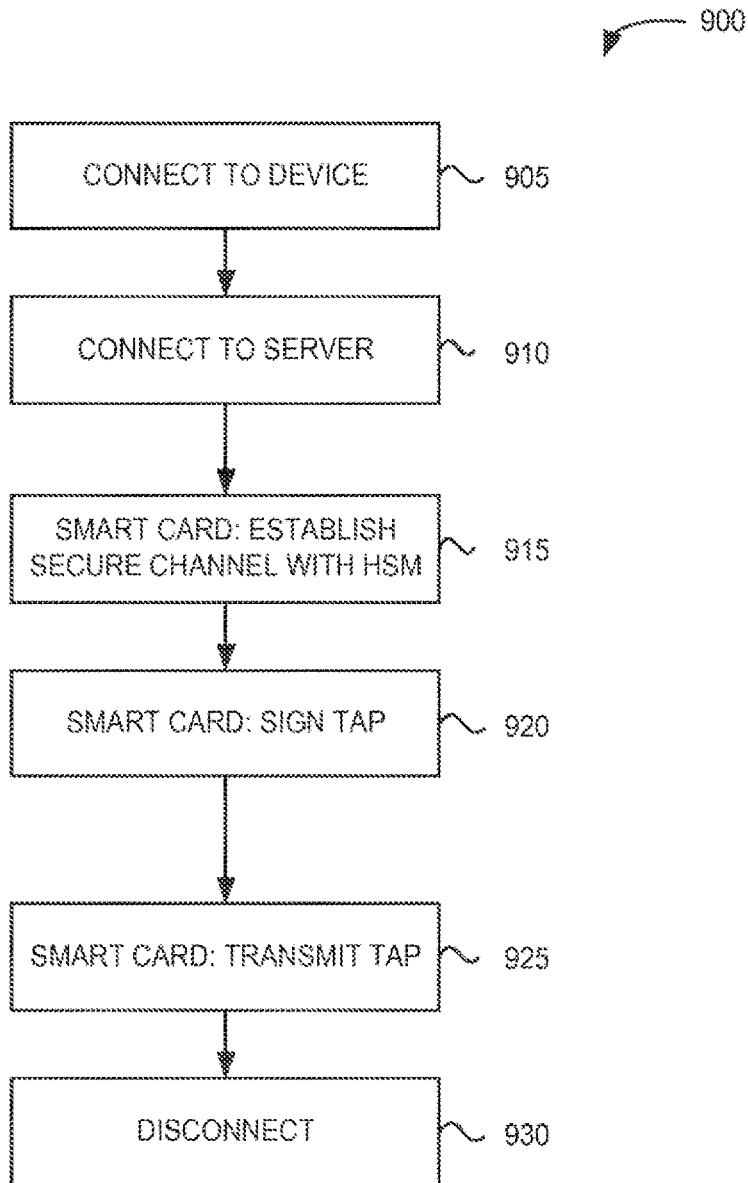 900
CONNECT TO DEVICE
905
CONNECT TO SERVER
910
SMART CARD: ESTABLISH
SECURE CHANNEL WITH HSM
915
SMART CARD: SIGN TAP
920
SMART CARD: TRANSMIT TAP
925
DISCONNECT
930